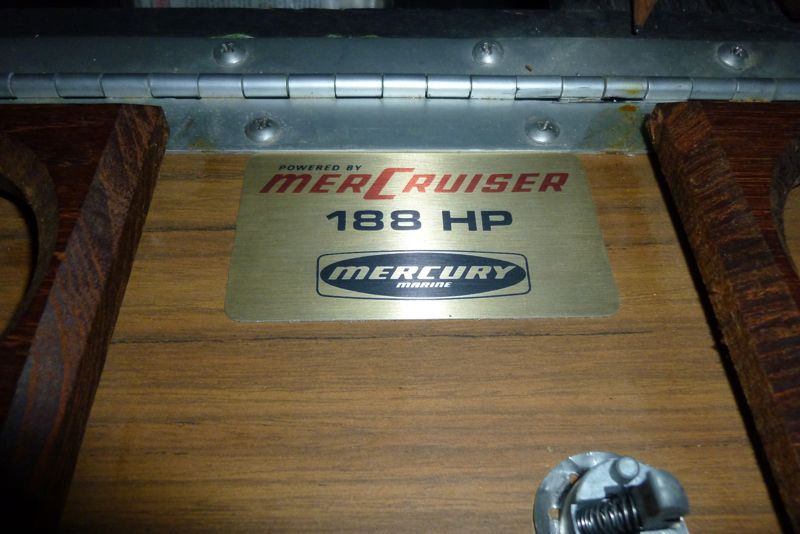 POWERED BY
MERCRUISER
188 HP
MERCURY
MARINE